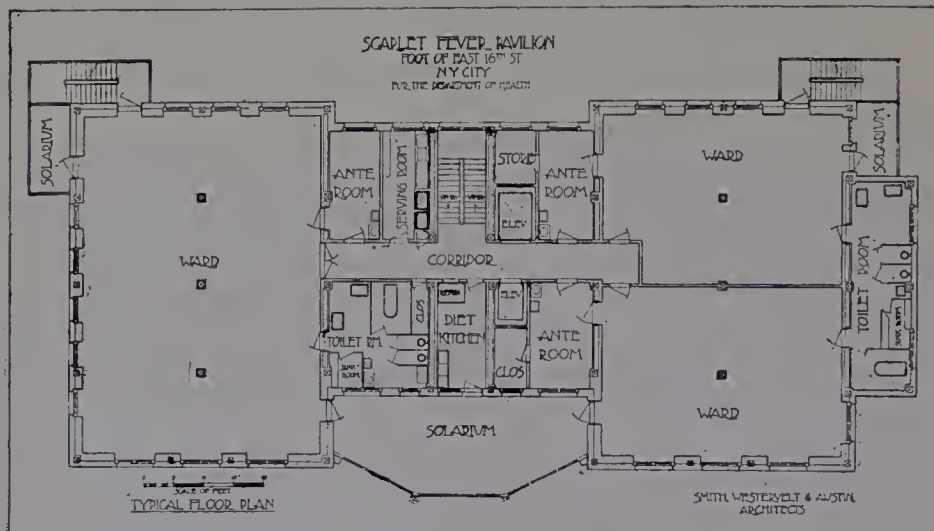 SCARLET FEVER PAVILION
FOOT OF EAST 16TH ST
N Y CITY
FOR THE DEPARTMENT OF HEALTH
SOLARIUM
WARD
ANTE ROOM
SERVING ROOM
STORE
ELEV
ANTE ROOM
WARD
SOLARIUM
CORRIDOR
TOILET RM.
CLOS
DIET KITCHEN
ELEV
CLOS
ANTE ROOM
TOILET ROOM
WARD
SOLARIUM
SCALE OF FEET
TYPICAL FLOOR PLAN
SMITH WESTERVELT & AUSTIN
ARCHITECTS